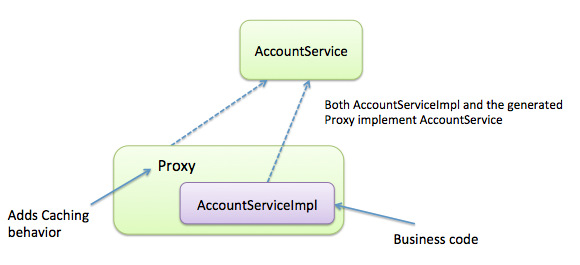 AccountService
Both AccountServiceImpl and the generated
Proxy implement AccountService
Proxy
AccountServiceImpl
Adds Caching
behavior
Business code